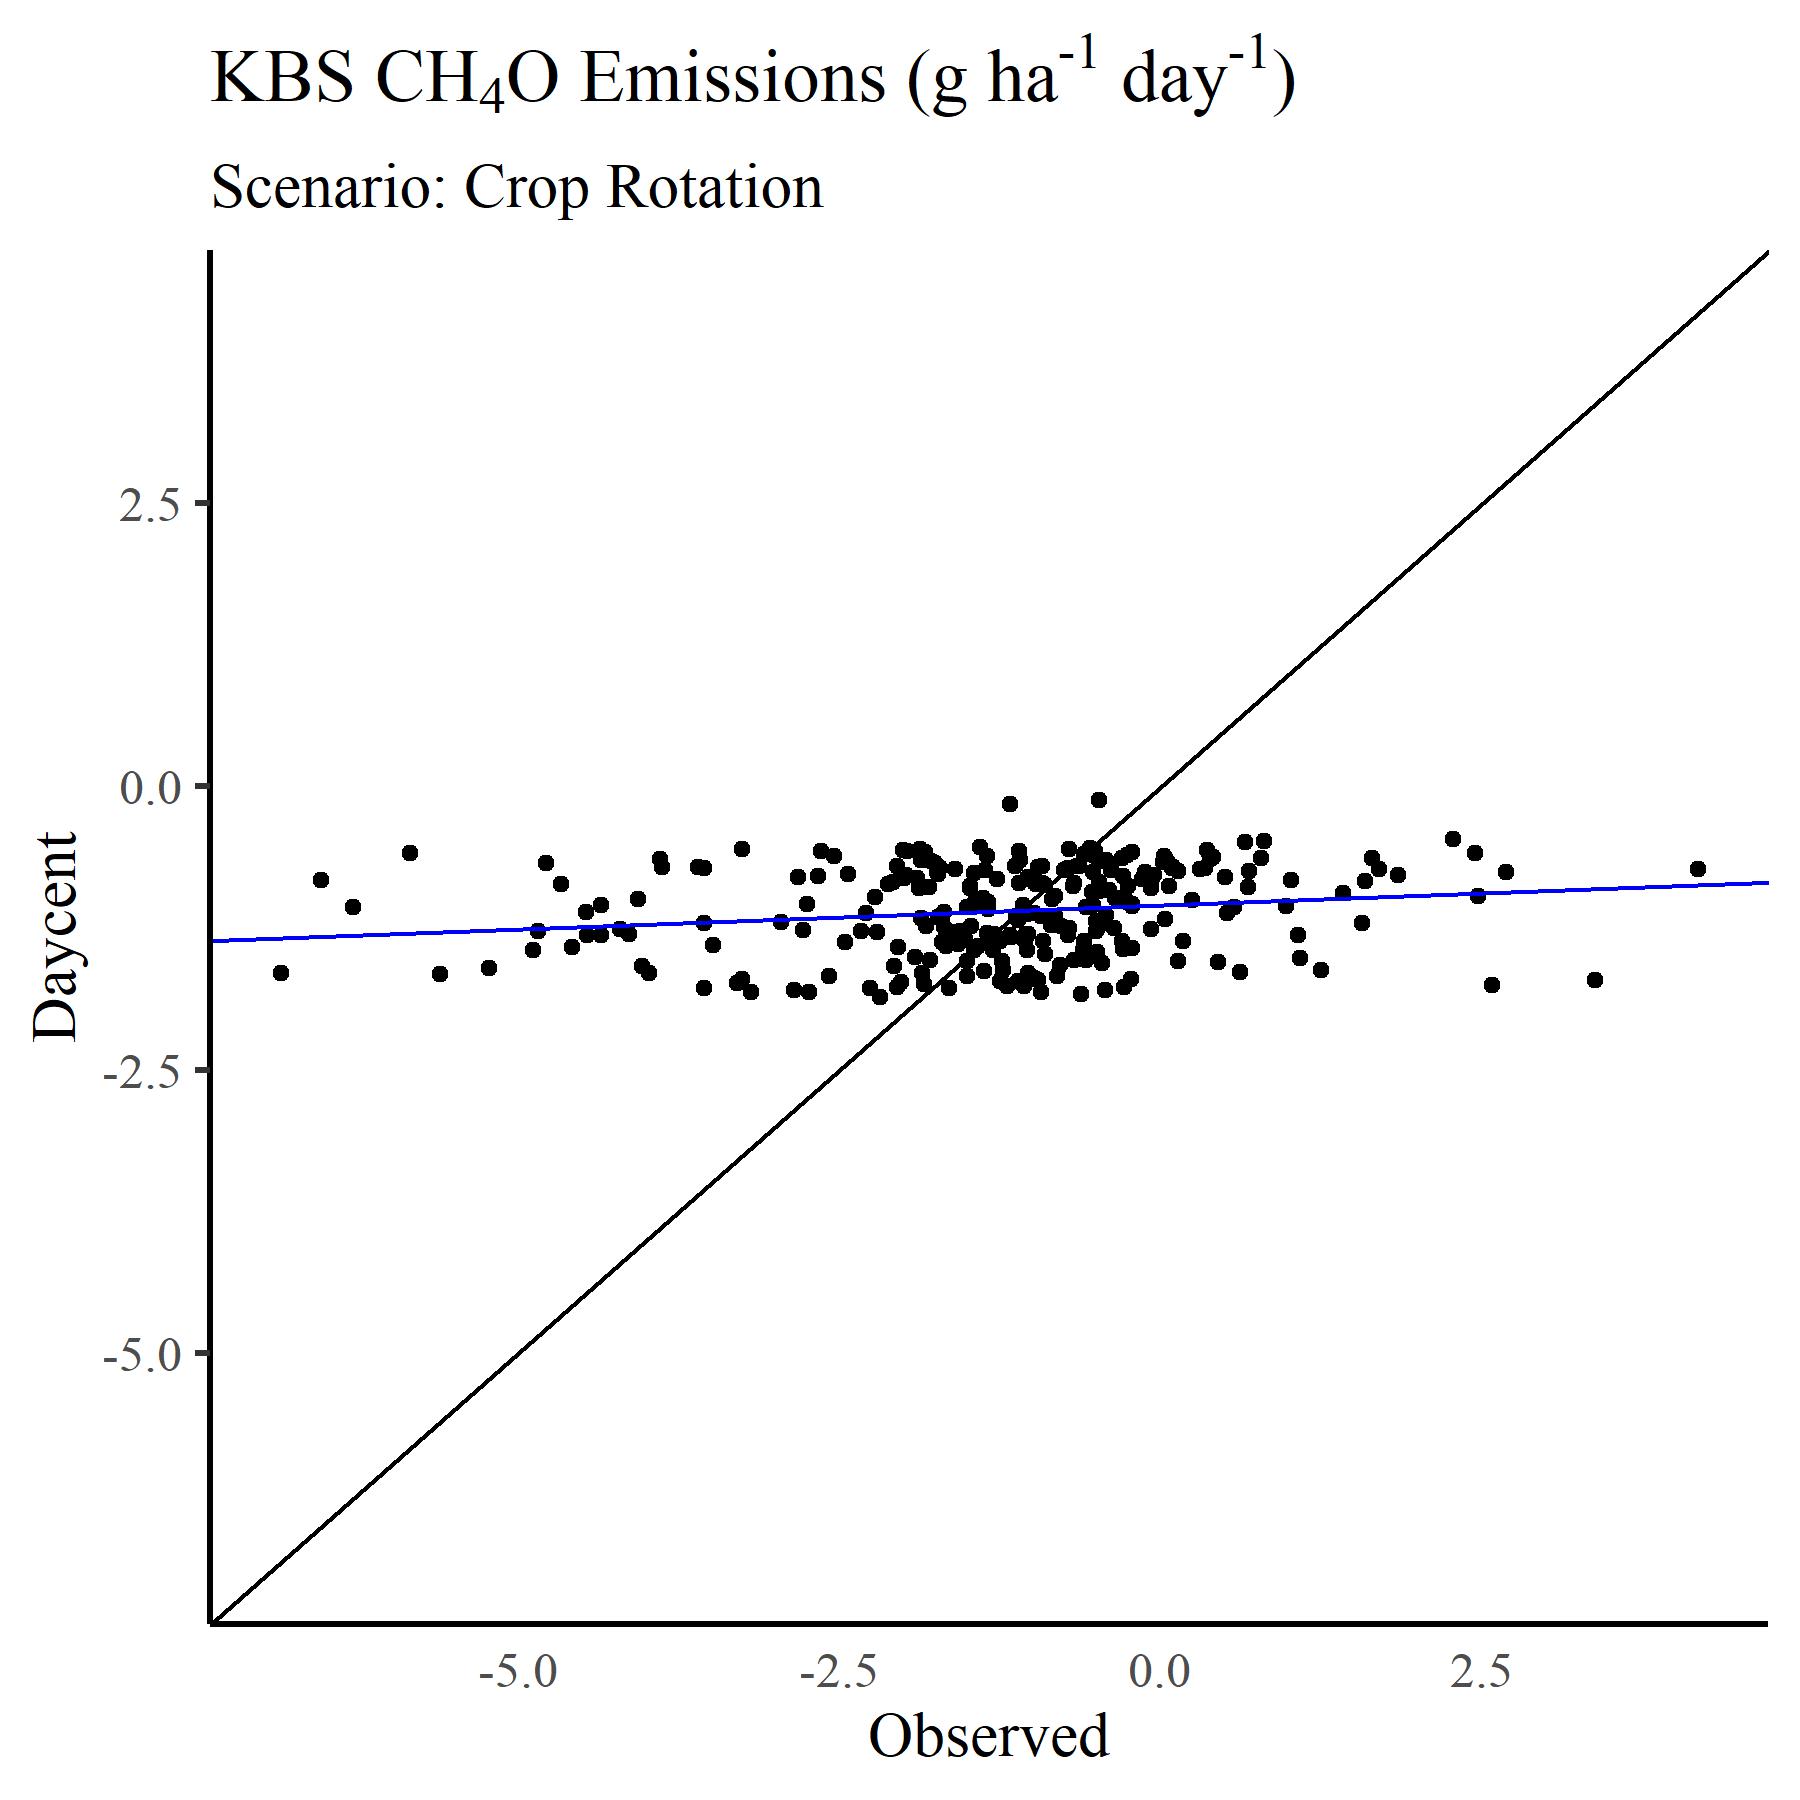 KBS CH₄O Emissions (g ha⁻¹ day⁻¹)
Scenario: Crop Rotation
2.5
0.0
-2.5
-5.0
Daycent
-5.0 -2.5 0.0 2.5
Observed